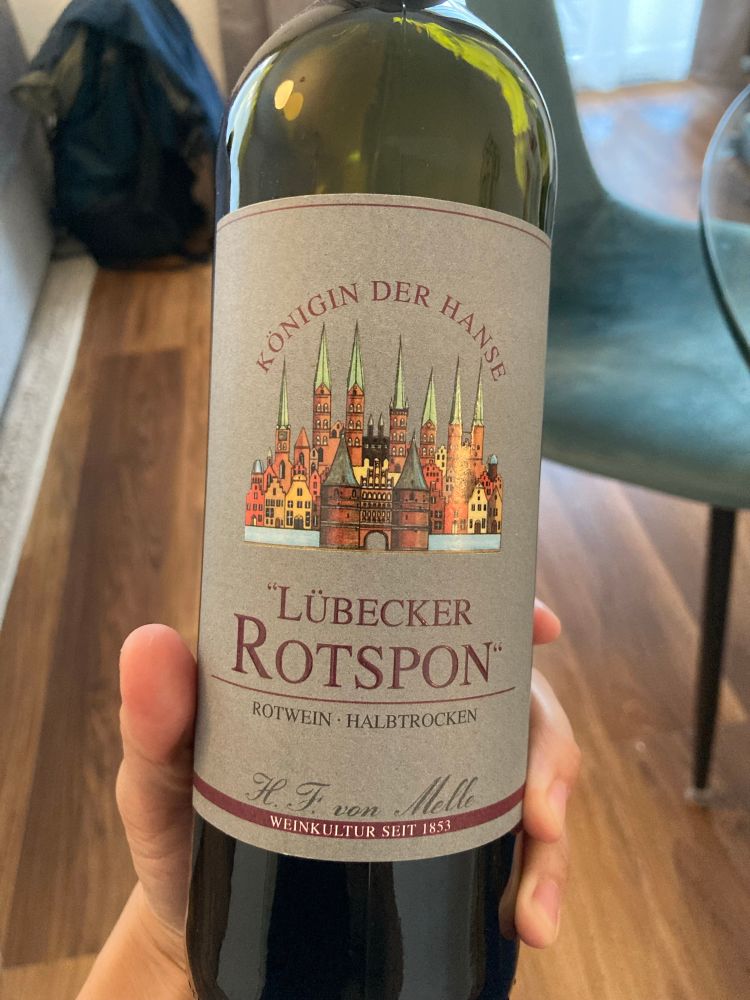 KÖNIGIN DER HANSE
“LÜBECKER
ROTSPON“
ROTWEIN · HALBTROCKEN
H. F. von Melle
WEINKULTUR SEIT 1853